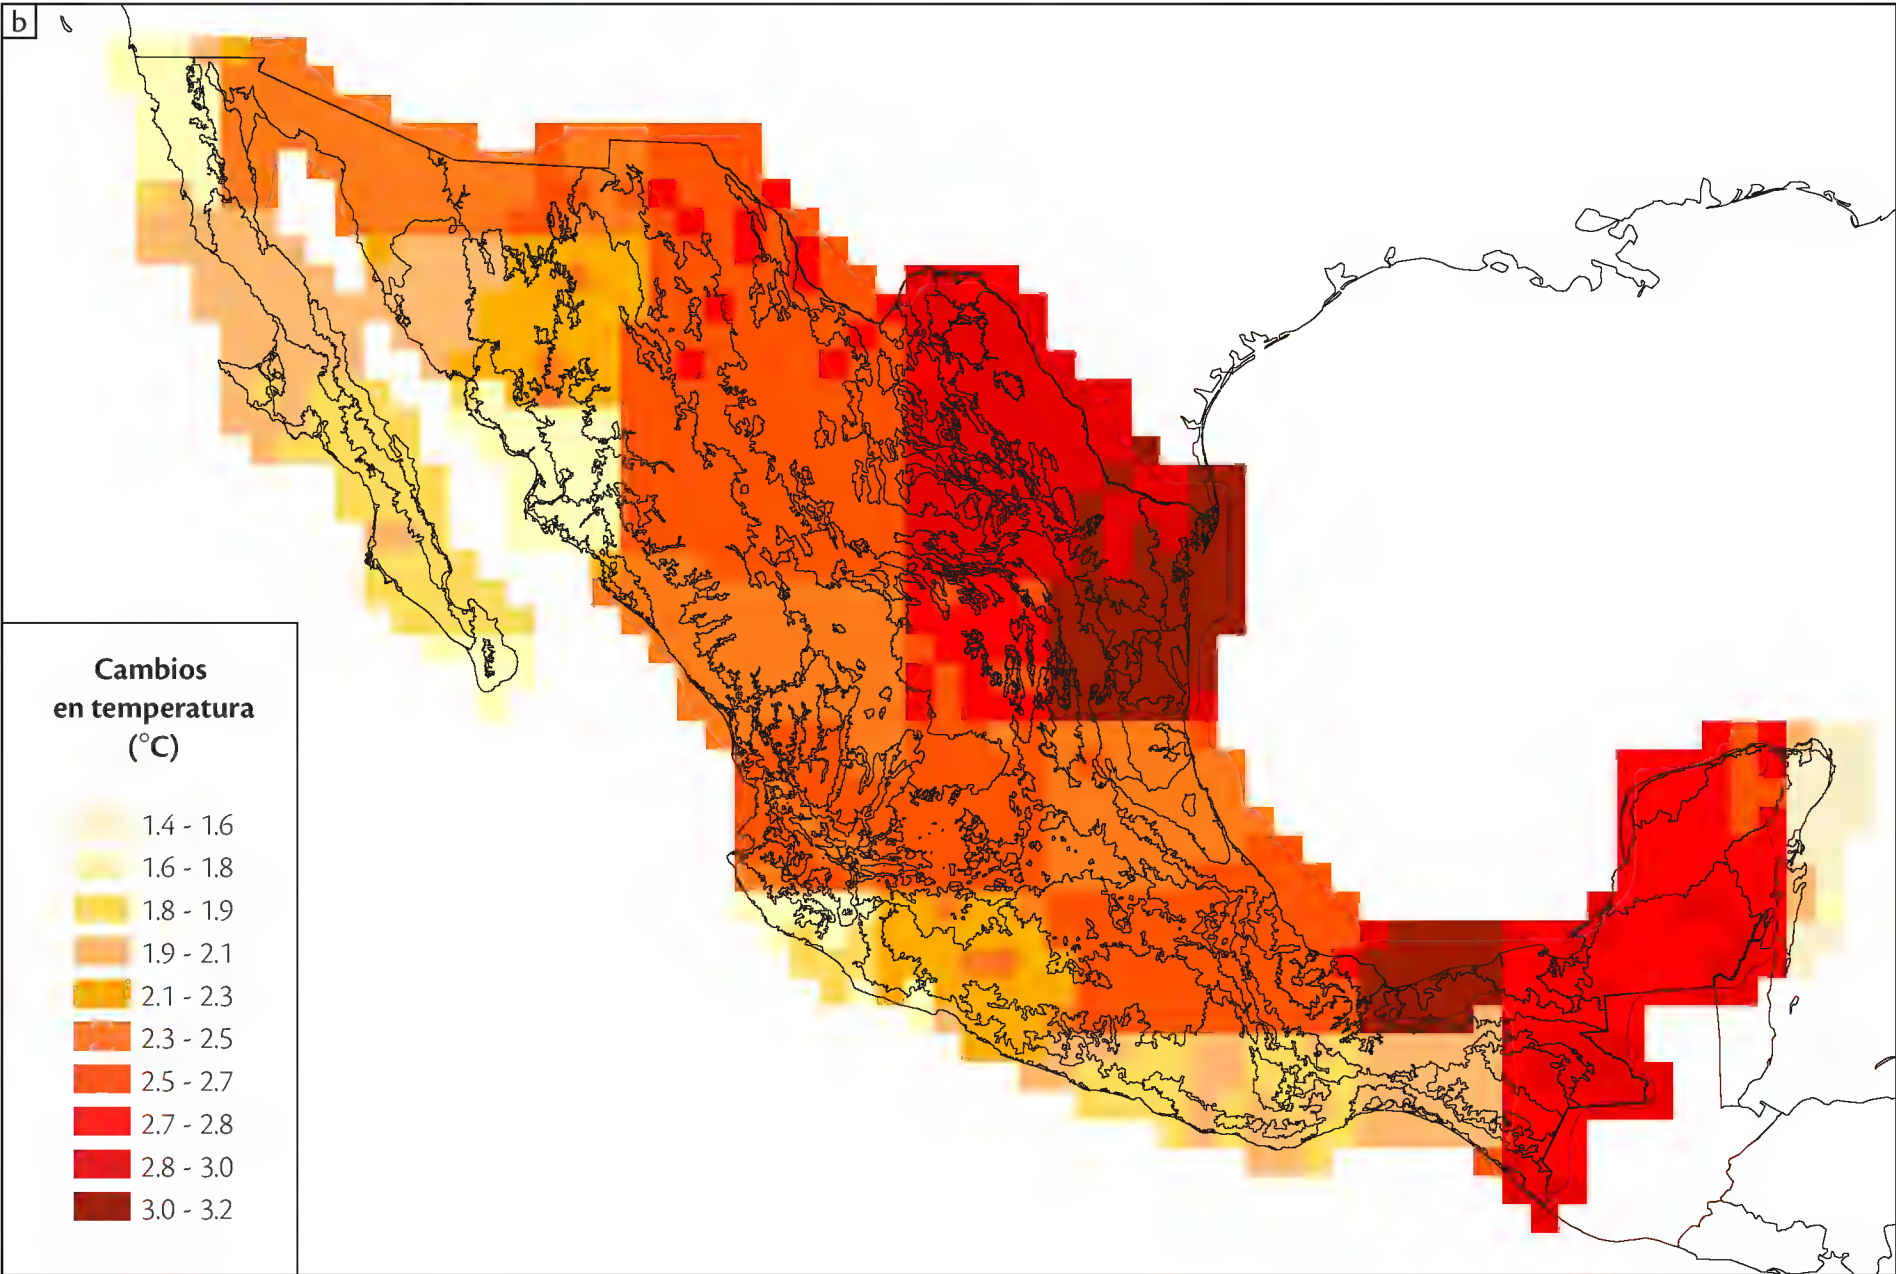 b
Cambios
en temperatura
(°C)
1.4 - 1.6
1.6 - 1.8
1.8 - 1.9
1.9 - 2.1
2.1 - 2.3
2.3 - 2.5
2.5 - 2.7
2.7 - 2.8
2.8 - 3.0
3.0 - 3.2